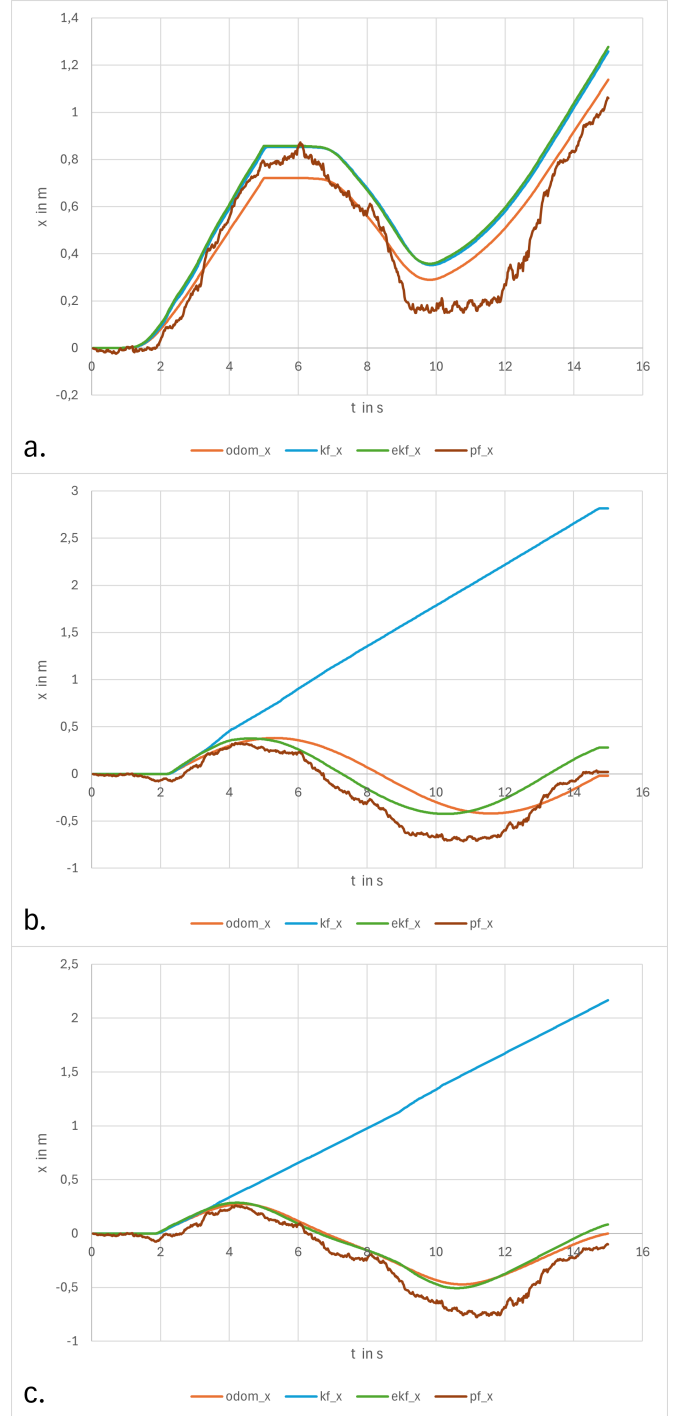 1,4
1,2
1
0,8
0,6
0,4
0,2
0
-0,2
x in m
0 2 4 6 8 10 12 14 16
t in s
a.
odom_x kf_x ekf_x pf_x
3
2,5
2
1,5
1
0,5
0
-0,5
-1
x in m
0 2 4 6 8 10 12 14 16
t in s
b.
odom_x kf_x ekf_x pf_x
2,5
2
1,5
1
0,5
0
-0,5
-1
x in m
0 2 4 6 8 10 12 14 16
t in s
c.
odom_x kf_x ekf_x pf_x